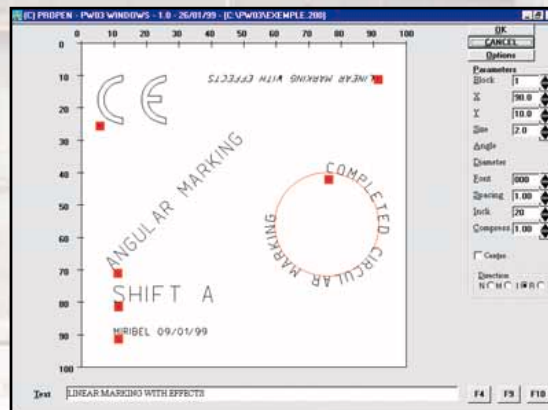 (C) PROPEN - PW03 WINDOWS - 1.0 - 26/01/99 - [C:\PW03\EXEMPLE.200]
0 10 20 30 40 50 60 70 80 90 100
0
10
20
30
40
50
60
70
80
90
100
CE
LINEAR MARKING WITH EFFECTS
ANGULAR MARKING
COMPLETED CIRCULAR MARKING
SHIFT A
MIRIBEL 09/01/99
OK
CANCEL
Options
Parameters
Block 1
X 90.0
Y 10.0
Size 2.0
Angle
Diameter
Font 000
Spacing 1.00
Inch 20
Compress 1.00
Centre
Direction
N M I R
Text LINEAR MARKING WITH EFFECTS
F4 F9 F10